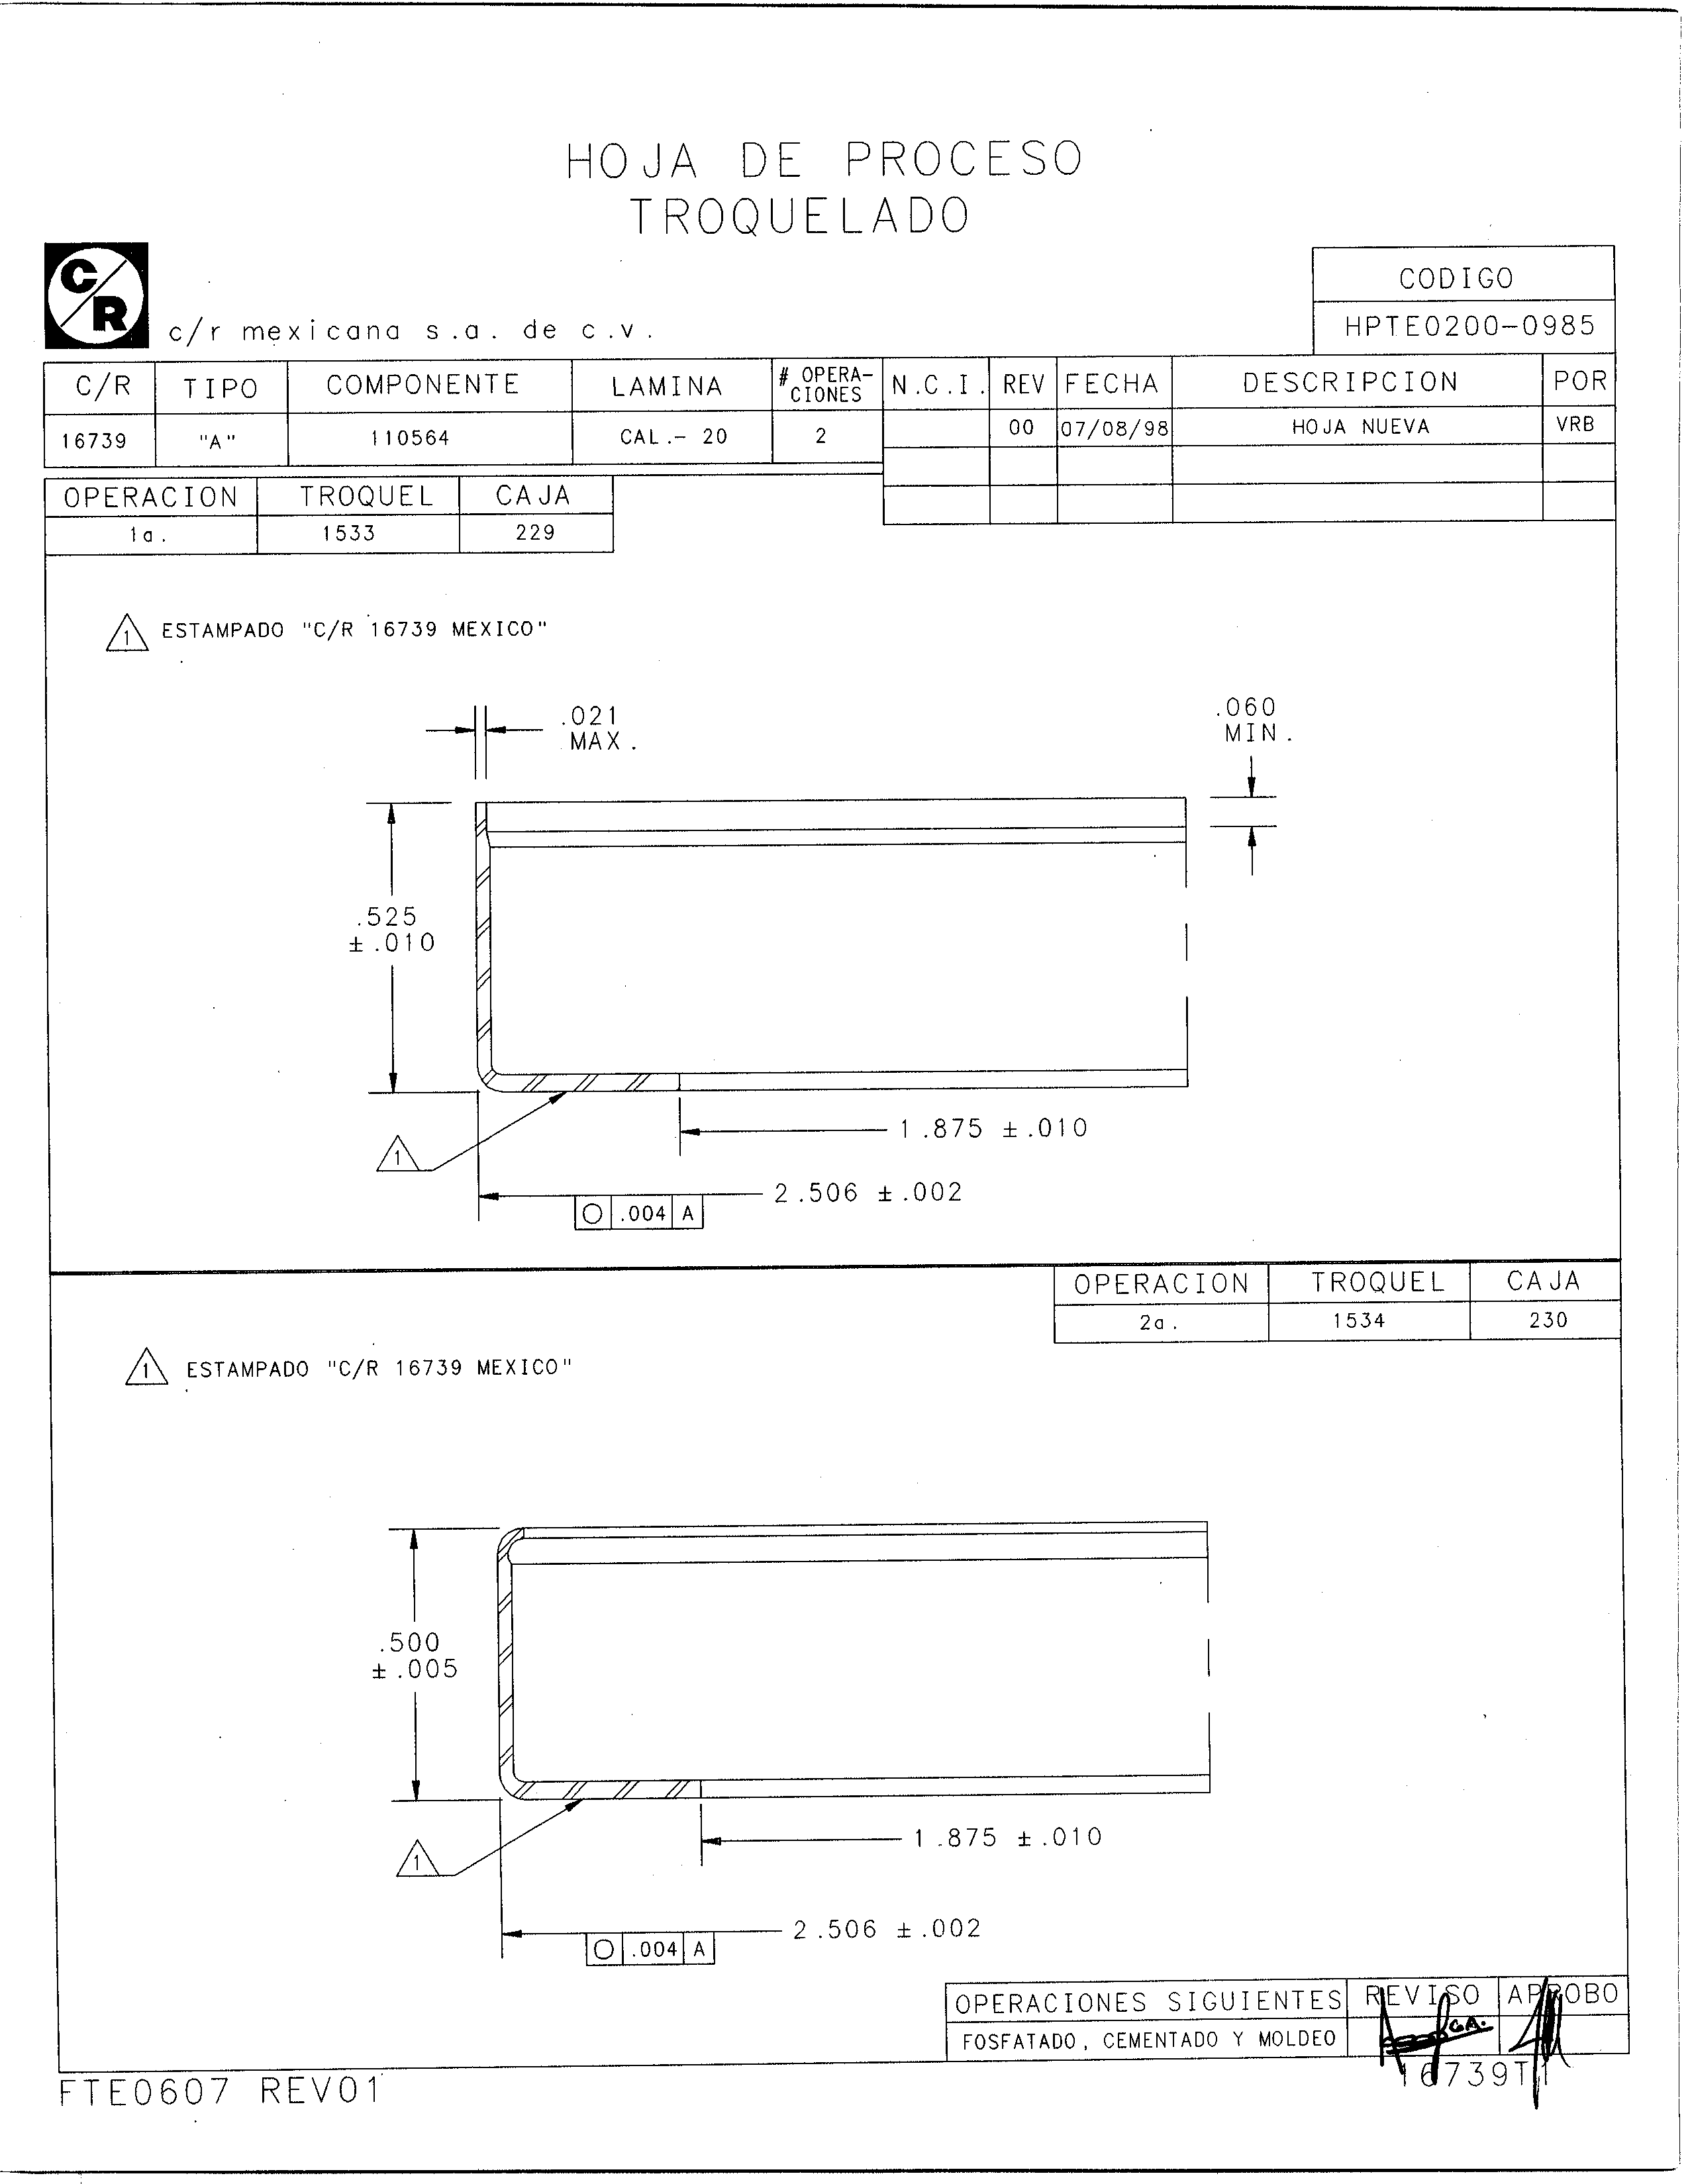 HOJA DE PROCESO
TROQUELADO
C/R
c/r mexicana s.a. de c.v.
CODIGO
HPTE0200-0985
C/R TIPO COMPONENTE LAMINA # OPERA-CIONES N.C.I. REV FECHA DESCRIPCION POR
16739 "A" 110564 CAL.- 20 2 00 07/08/98 HOJA NUEVA VRB
OPERACION TROQUEL CAJA
1a. 1533 229
1 ESTAMPADO "C/R 16739 MEXICO"
.021
MAX.
.060
MIN.
.525
±.010
1.875 ±.010
1
2.506 ±.002
.004 A
OPERACION TROQUEL CAJA
2a. 1534 230
1 ESTAMPADO "C/R 16739 MEXICO"
.500
±.005
1.875 ±.010
1
2.506 ±.002
.004 A
OPERACIONES SIGUIENTES REVISO APROBO
FOSFATADO, CEMENTADO Y MOLDEO
FTE0607 REV01
16739T1